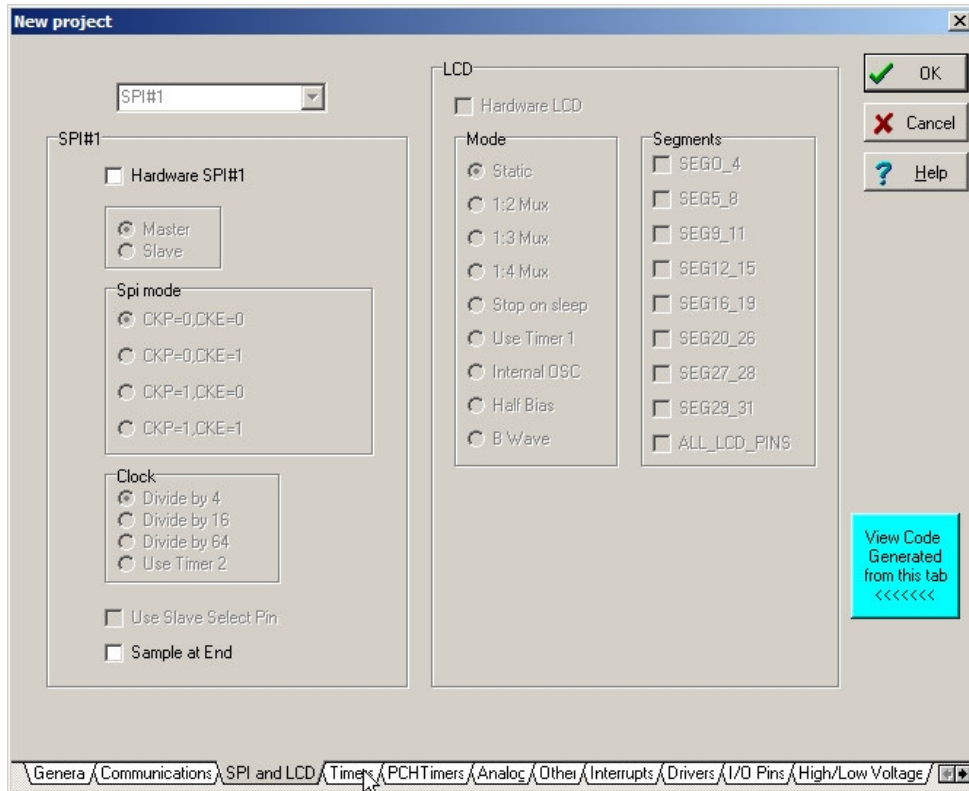 New project
SPI#1
SPI#1
Hardware SPI#1
Master
Slave
Spi mode
CKP=0,CKE=0
CKP=0,CKE=1
CKP=1,CKE=0
CKP=1,CKE=1
Clock
Divide by 4
Divide by 16
Divide by 64
Use Timer 2
Use Slave Select Pin
Sample at End
LCD
Hardware LCD
Mode
Static
1:2 Mux
1:3 Mux
1:4 Mux
Stop on sleep
Use Timer 1
Internal OSC
Half Bias
B Wave
Segments
SEG0_4
SEG5_8
SEG9_11
SEG12_15
SEG16_19
SEG20_26
SEG27_28
SEG29_31
ALL_LCD_PINS
OK
Cancel
Help
View Code
Generated
from this tab
<<<<<<<
Genera Communications SPI and LCD Timers PCHTimers Analog Other Interrupts Drivers I/O Pins High/Low Voltage